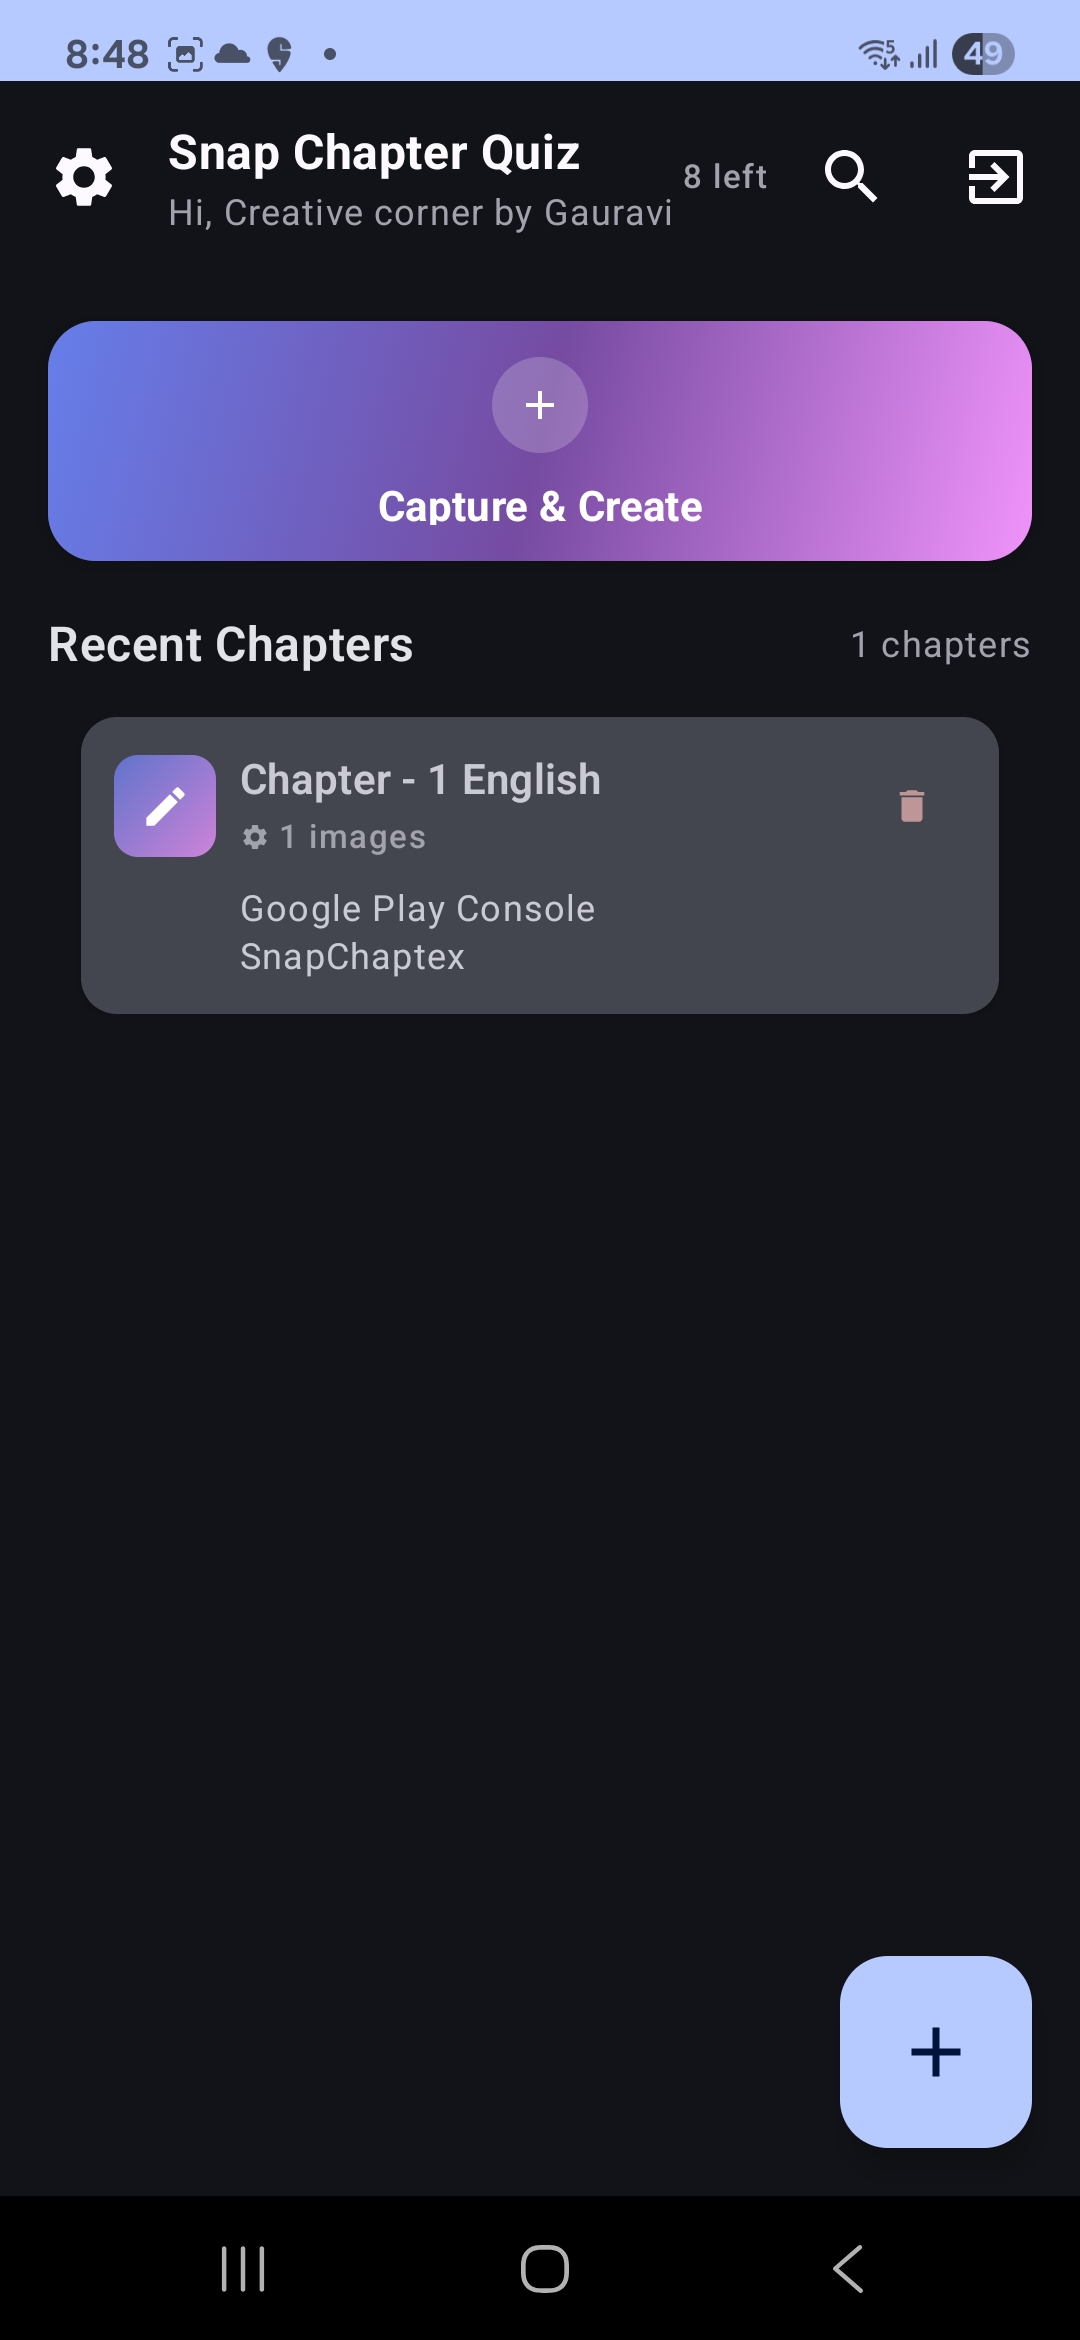 8:48
5
49
Snap Chapter Quiz
Hi, Creative corner by Gauravi
8 left
Capture & Create
Recent Chapters
1 chapters
Chapter - 1 English
1 images
Google Play Console
SnapChaptex